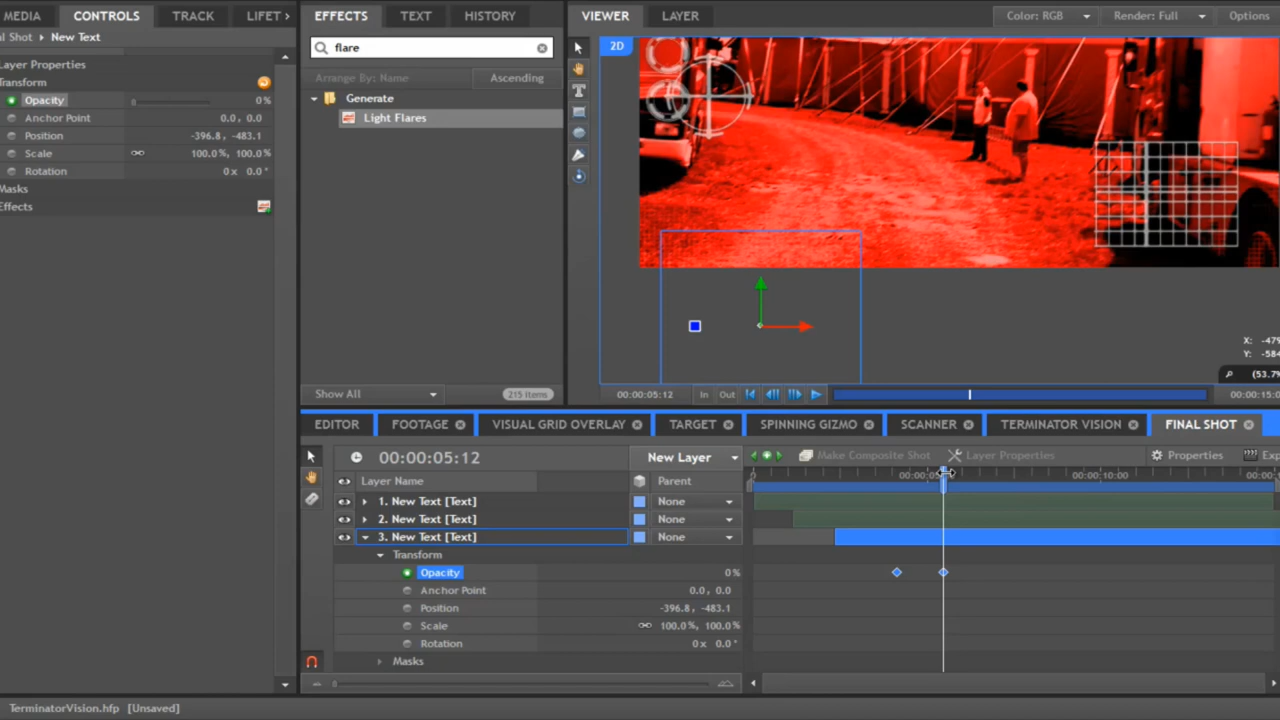 MEDIA CONTROLS TRACK LIFET > EFFECTS TEXT HISTORY VIEWER LAYER Color: RGB Render: Full Options
al Shot New Text
flare
2D
Layer Properties
Arrange By: Name Ascending
Transform
Opacity 0%
Generate
Anchor Point 0.0, 0.0
Light Flares
Position -396.8, -483.1
Scale 100.0%, 100.0%
Rotation 0x 0.0°
Masks
Effects
X: -479
Y: -584
(53.7%
Show All 215 items
00:00:05:12 In Out 00:00:15:0
EDITOR FOOTAGE VISUAL GRID OVERLAY TARGET SPINNING GIZMO SCANNER TERMINATOR VISION FINAL SHOT
00:00:05:12 New Layer Make Composite Shot Layer Properties Properties Exp
Layer Name Parent 00:00:10:00
1. New Text [Text] None
2. New Text [Text] None
3. New Text [Text] None
Transform
Opacity 0%
Anchor Point 0.0, 0.0
Position -396.8, -483.1
Scale 100.0%, 100.0%
Rotation 0x 0.0°
Masks
TerminatorVision.hfp [Unsaved]